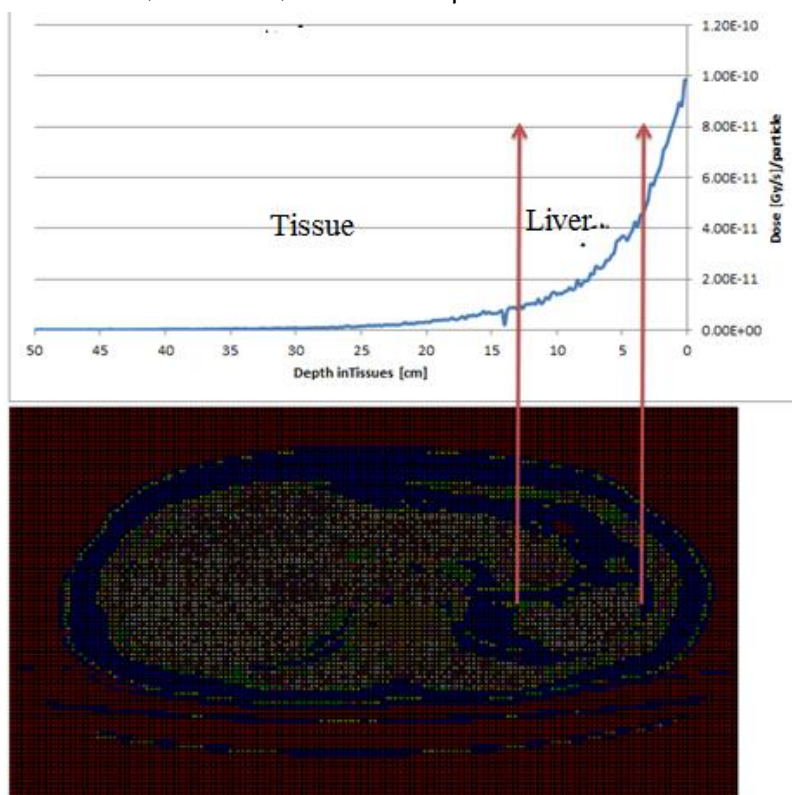 1.20E-10
1.00E-10
8.00E-11
6.00E-11
4.00E-11
2.00E-11
0.00E+00
Dose [Gy/s]/particle
Tissue
Liver
50 45 40 35 30 25 20 15 10 5 0
Depth inTissues [cm]